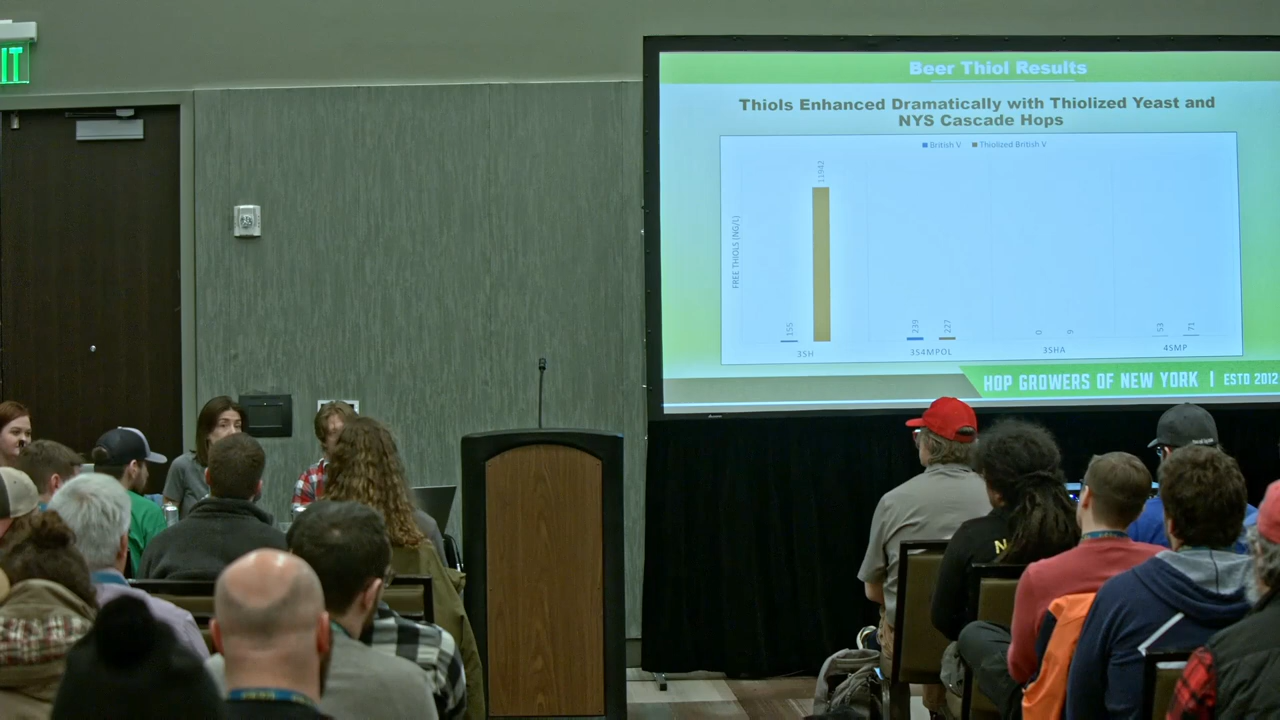 IT
Beer Thiol Results
Thiols Enhanced Dramatically with Thiolized Yeast and
NYS Cascade Hops
British V Thiolized British V
FREE THIOLS (NG/L)
155
11942
239
227
0
9
53
71
3SH 3S4MPOL 3SHA 4SMP
HOP GROWERS OF NEW YORK | ESTD 2012
N